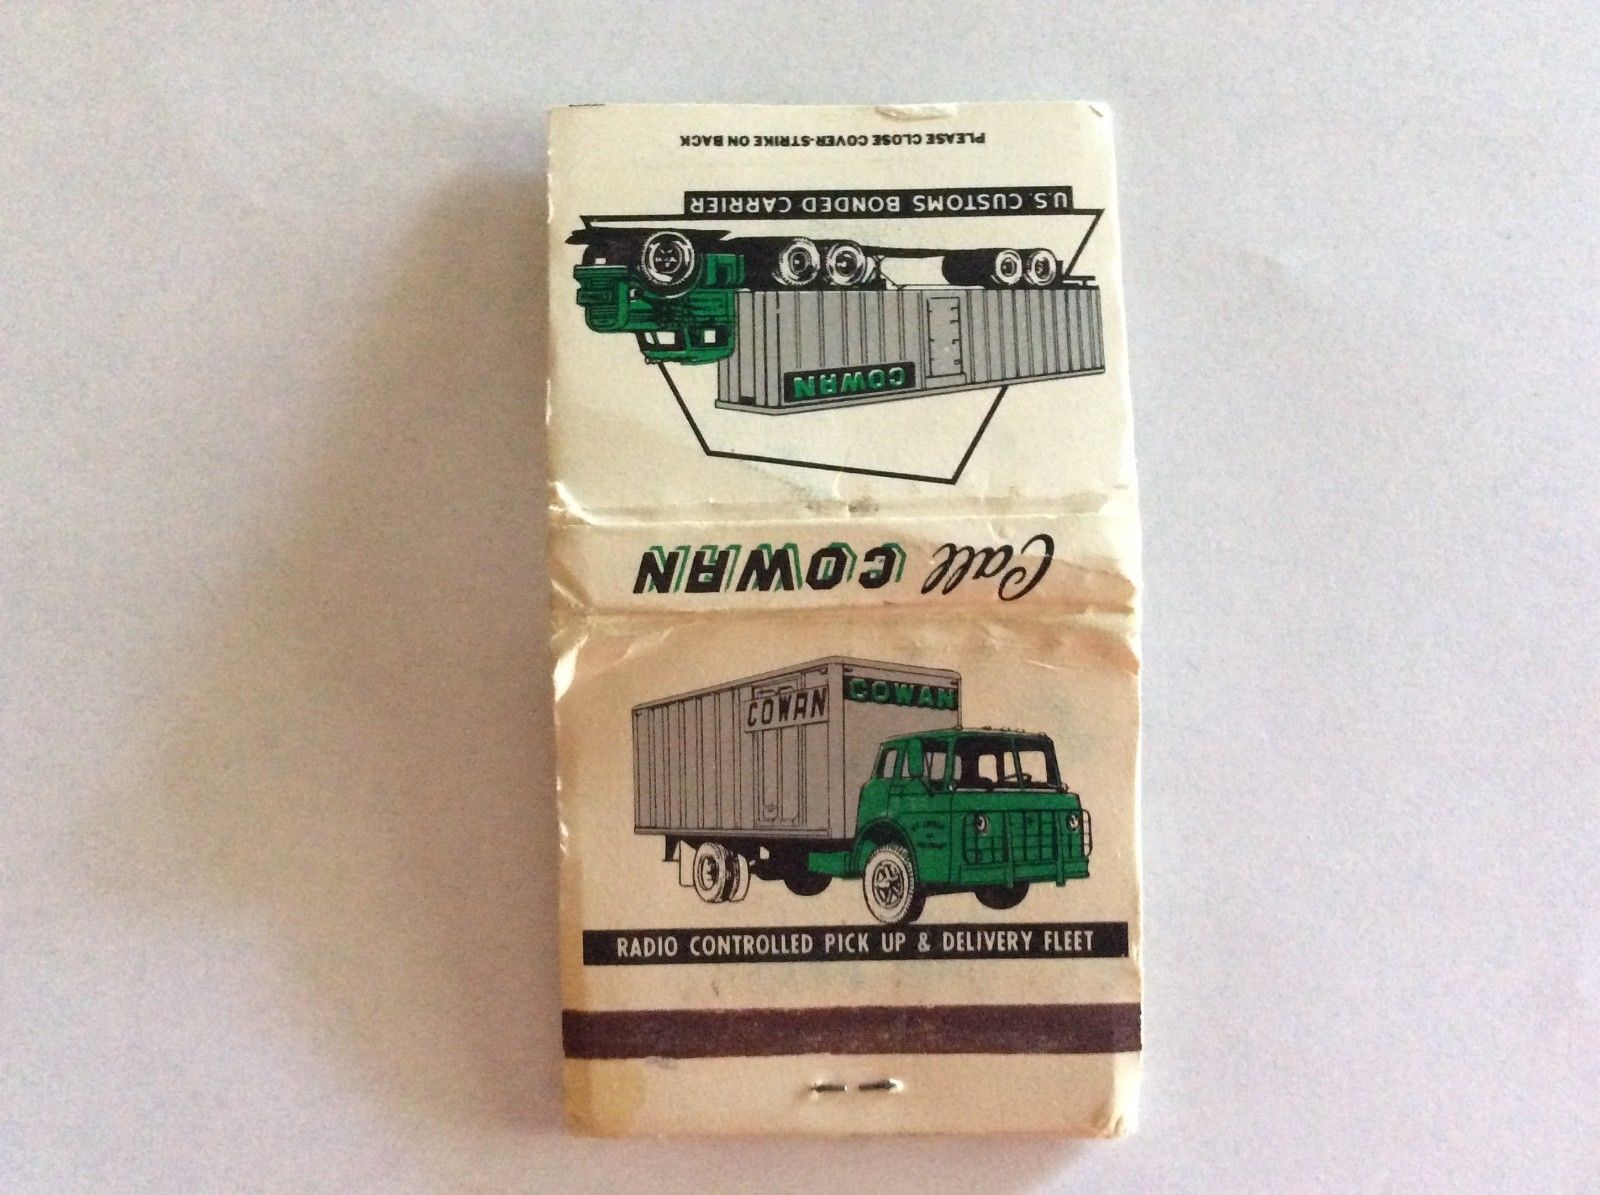 PLEASE CLOSE COVER-STRIKE ON BACK
U.S. CUSTOMS BONDED CARRIER
COWAN
Call COWAN
COWAN
COWAN
RADIO CONTROLLED PICK UP & DELIVERY FLEET